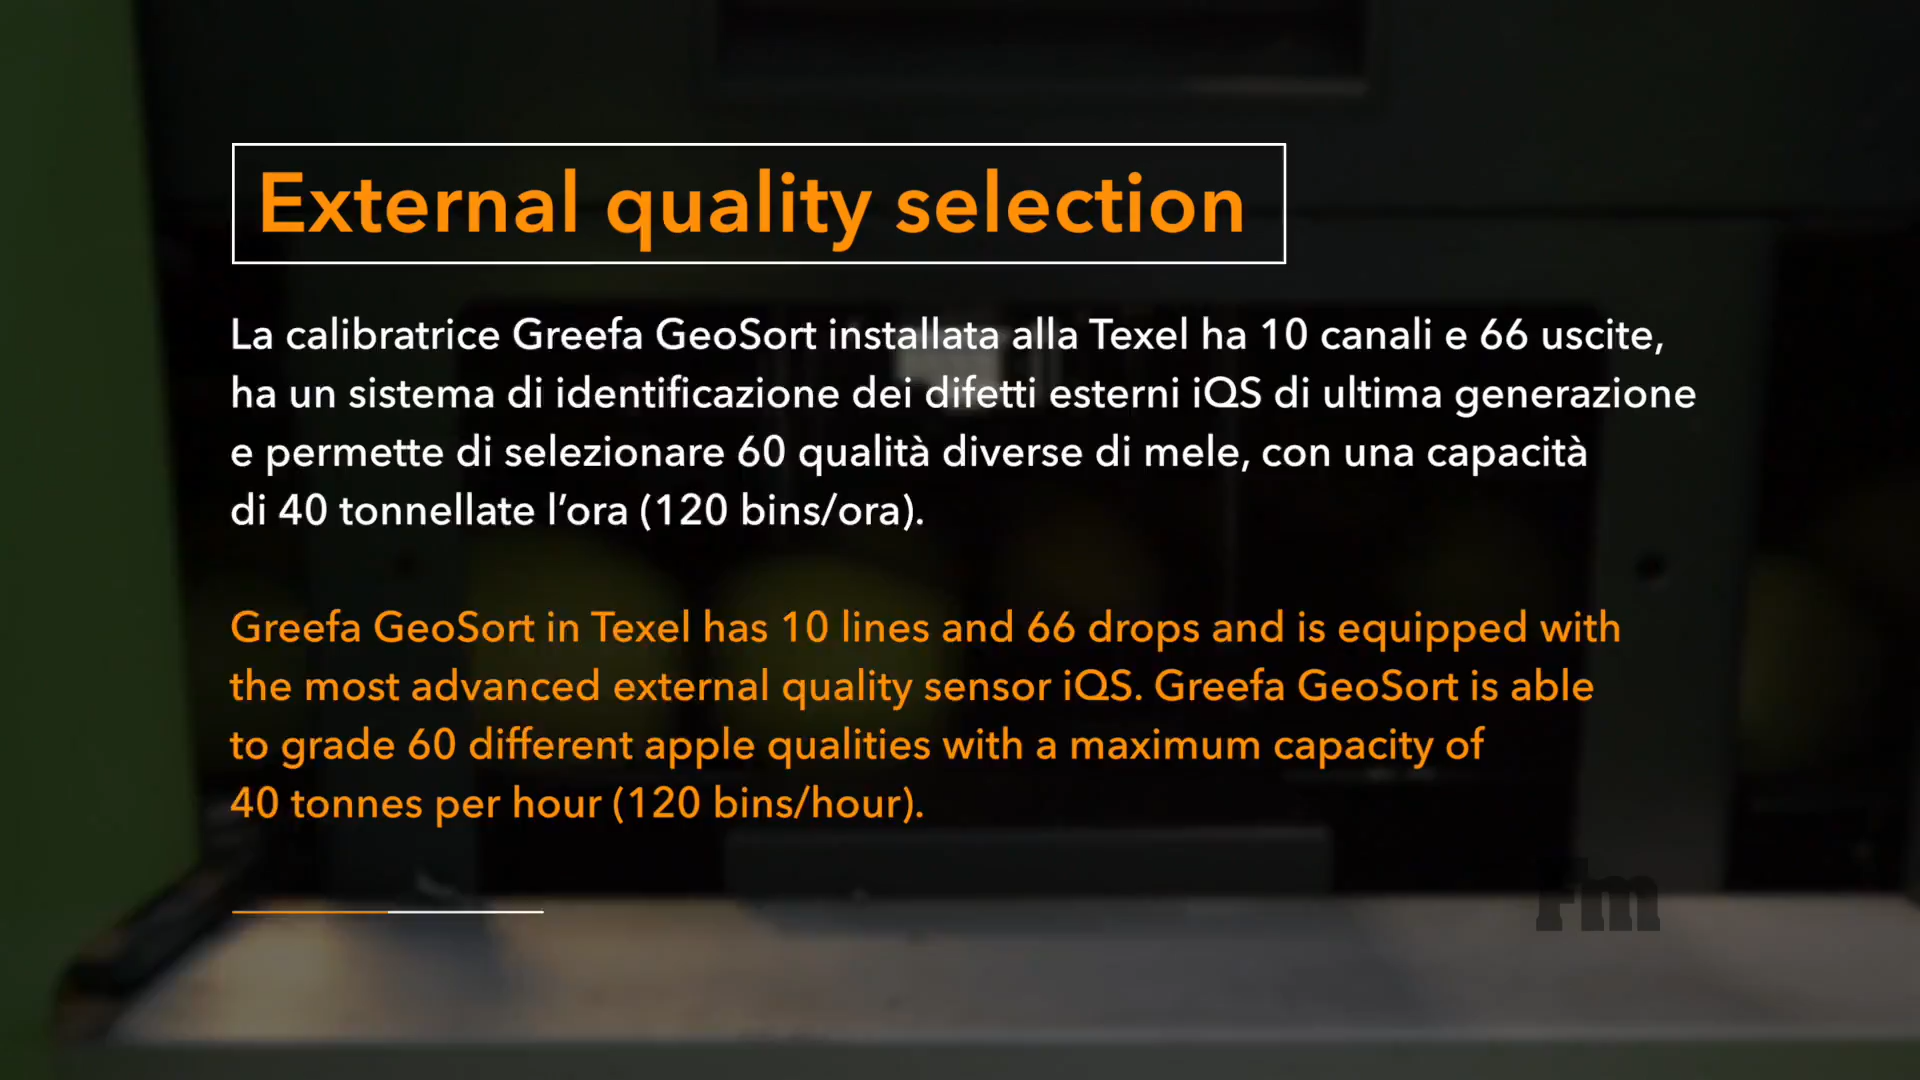 External quality selection
La calibratrice Greefa GeoSort installata alla Texel ha 10 canali e 66 uscite,
ha un sistema di identificazione dei difetti esterni iQS di ultima generazione
e permette di selezionare 60 qualità diverse di mele, con una capacità
di 40 tonnellate l’ora (120 bins/ora).
Greefa GeoSort in Texel has 10 lines and 66 drops and is equipped with
the most advanced external quality sensor iQS. Greefa GeoSort is able
to grade 60 different apple qualities with a maximum capacity of
40 tonnes per hour (120 bins/hour).
Fm